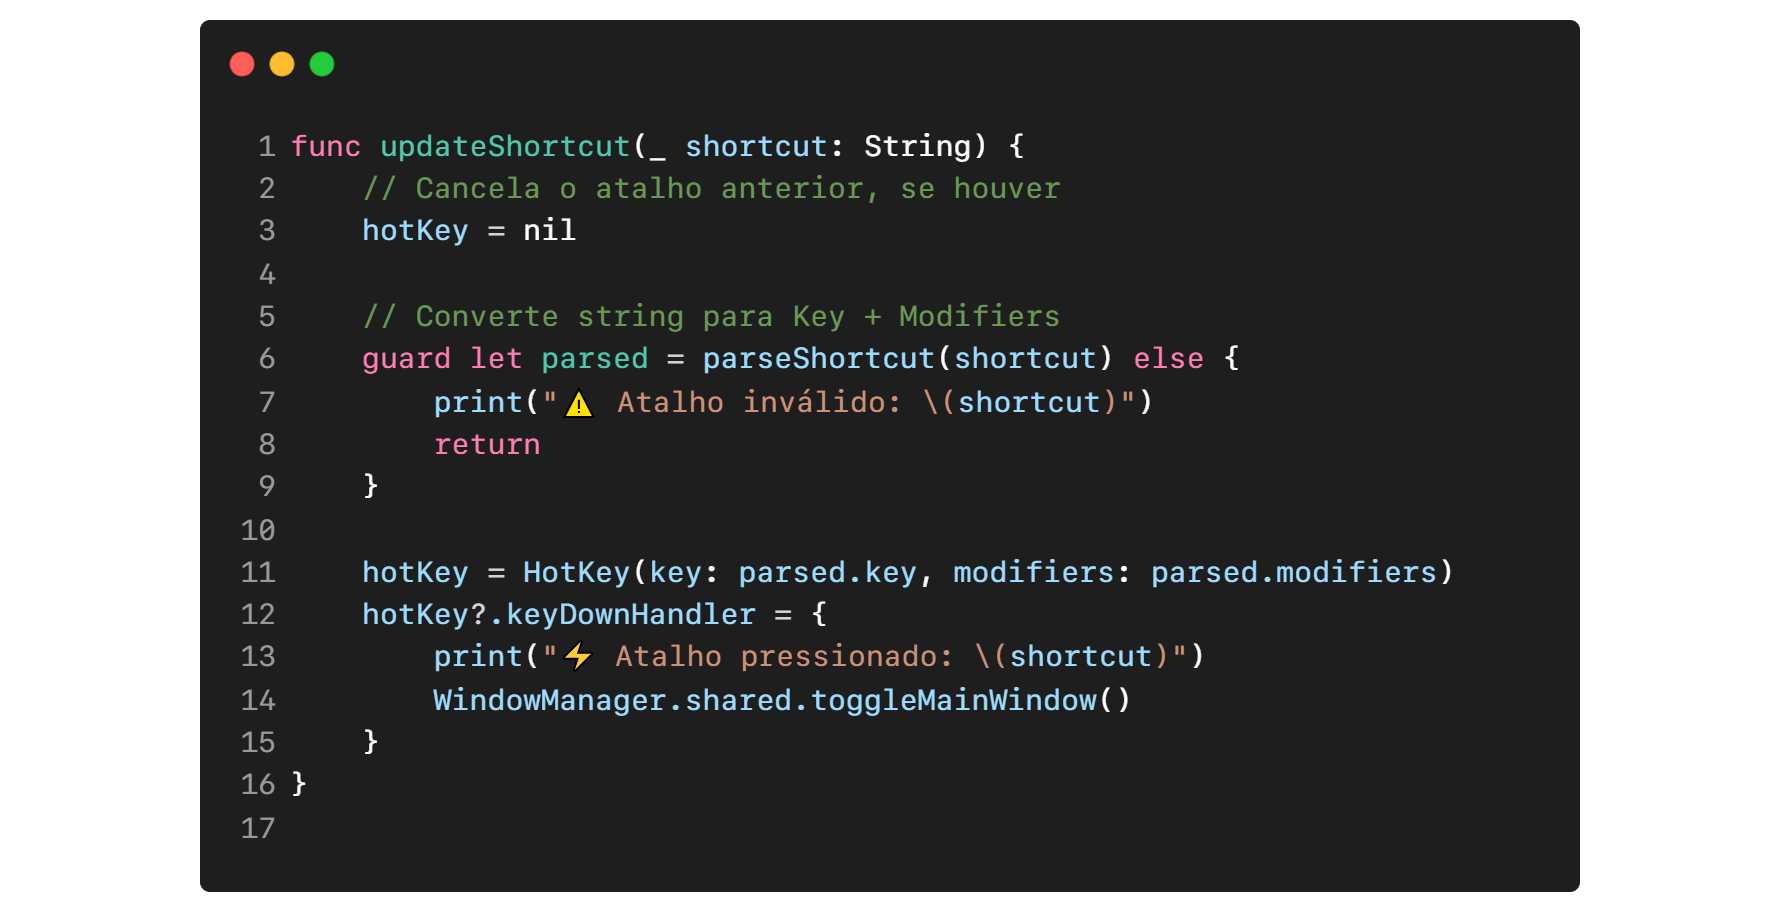 1 func updateShortcut(_ shortcut: String) {
2     // Cancela o atalho anterior, se houver
3     hotKey = nil
4
5     // Converte string para Key + Modifiers
6     guard let parsed = parseShortcut(shortcut) else {
7         print("⚠️ Atalho inválido: \(shortcut)")
8         return
9     }
10
11     hotKey = HotKey(key: parsed.key, modifiers: parsed.modifiers)
12     hotKey?.keyDownHandler = {
13         print("⚡ Atalho pressionado: \(shortcut)")
14         WindowManager.shared.toggleMainWindow()
15     }
16 }
17